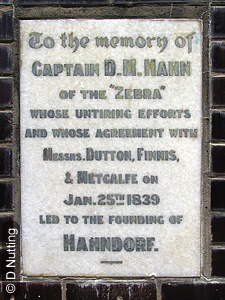 To the memory of
CAPTAIN D. M. HAHN
OF THE "ZEBRA"
WHOSE UNTIRING EFFORTS
AND WHOSE AGREEMENT WITH
MESSRS. DUTTON, FINNIS,
& METCALFE ON
JAN. 25TH 1839
LED TO THE FOUNDING OF
HAHNDORF.
© D Nutting